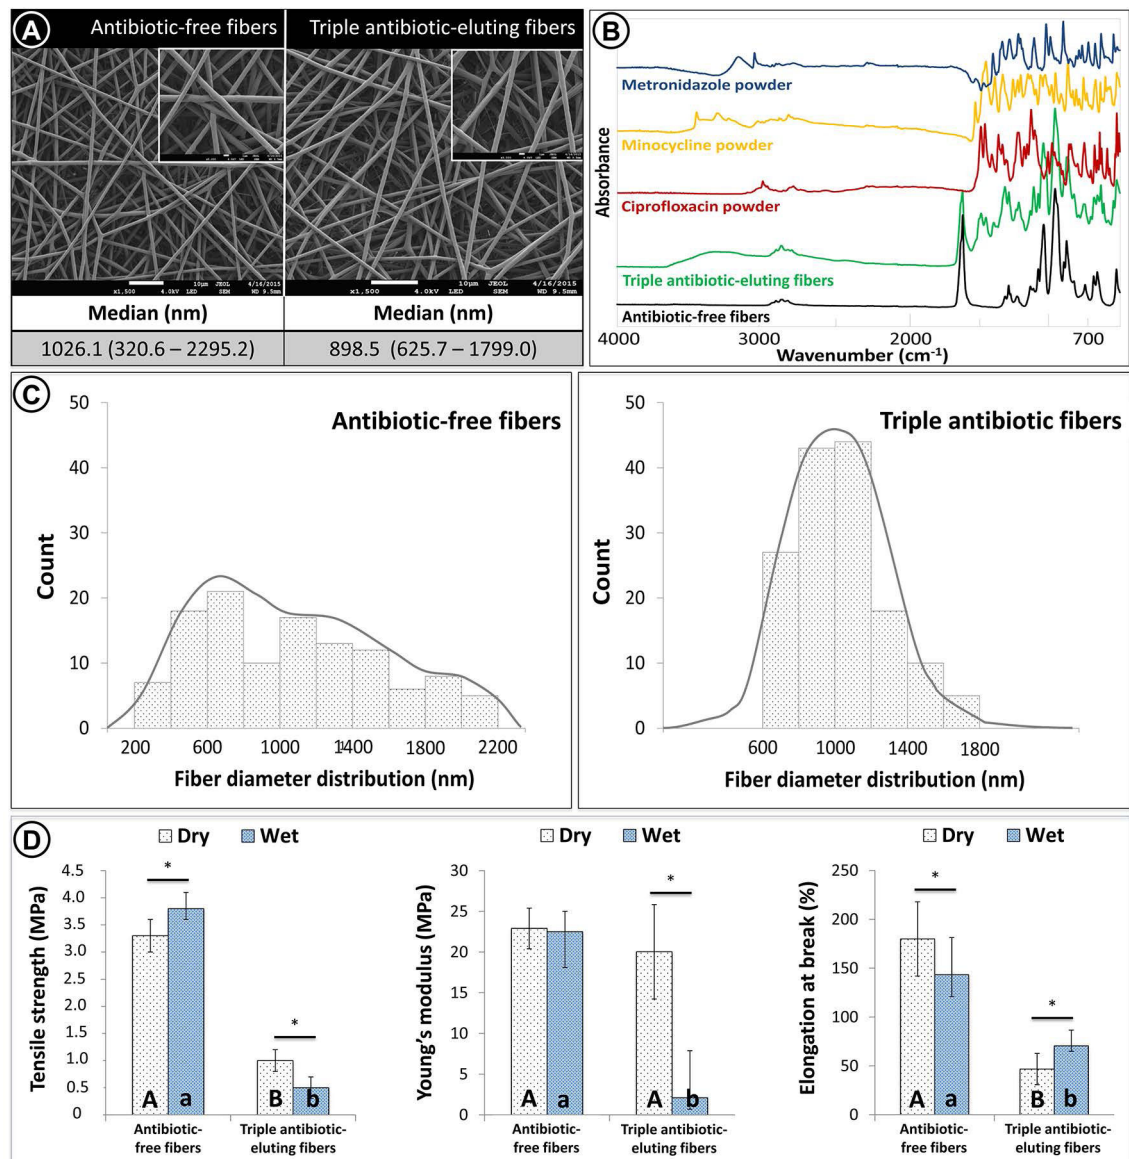 A
Antibiotic-free fibers
Triple antibiotic-eluting fibers
10µm JEOL 4/16/2015
x1,500 4.0kV LED SEM WD 9.5mm
10µm JEOL 4/16/2015
x1,500 4.0kV LED SEM WD 9.5mm
Median (nm)
Median (nm)
1026.1 (320.6 – 2295.2)
898.5 (625.7 – 1799.0)
B
Absorbance
Metronidazole powder
Minocycline powder
Ciprofloxacin powder
Triple antibiotic-eluting fibers
Antibiotic-free fibers
4000 3000 2000 700
Wavenumber (cm⁻¹)
C
Antibiotic-free fibers
Count
50
40
30
20
10
0
200 600 1000 1400 1800 2200
Fiber diameter distribution (nm)
Triple antibiotic fibers
Count
50
40
30
20
10
0
600 1000 1400 1800
Fiber diameter distribution (nm)
D
Dry Wet
Tensile strength (MPa)
4.5
4.0
3.5
3.0
2.5
2.0
1.5
1.0
0.5
0
*
*
A a B b
Antibiotic-
free fibers
Triple antibiotic-
eluting fibers
Dry Wet
Young's modulus (MPa)
30
25
20
15
10
5
0
*
A a A b
Antibiotic-
free fibers
Triple antibiotic-
eluting fibers
Dry Wet
Elongation at break (%)
250
200
150
100
50
0
*
*
A a B b
Antibiotic-
free fibers
Triple antibiotic-
eluting fibers